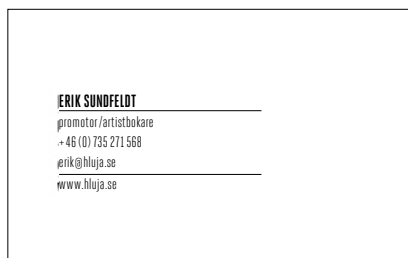 ERIK SUNDFELDT
promotor/artistbokare
+46 (0) 735 271 568
erik@hluja.se
www.hluja.se